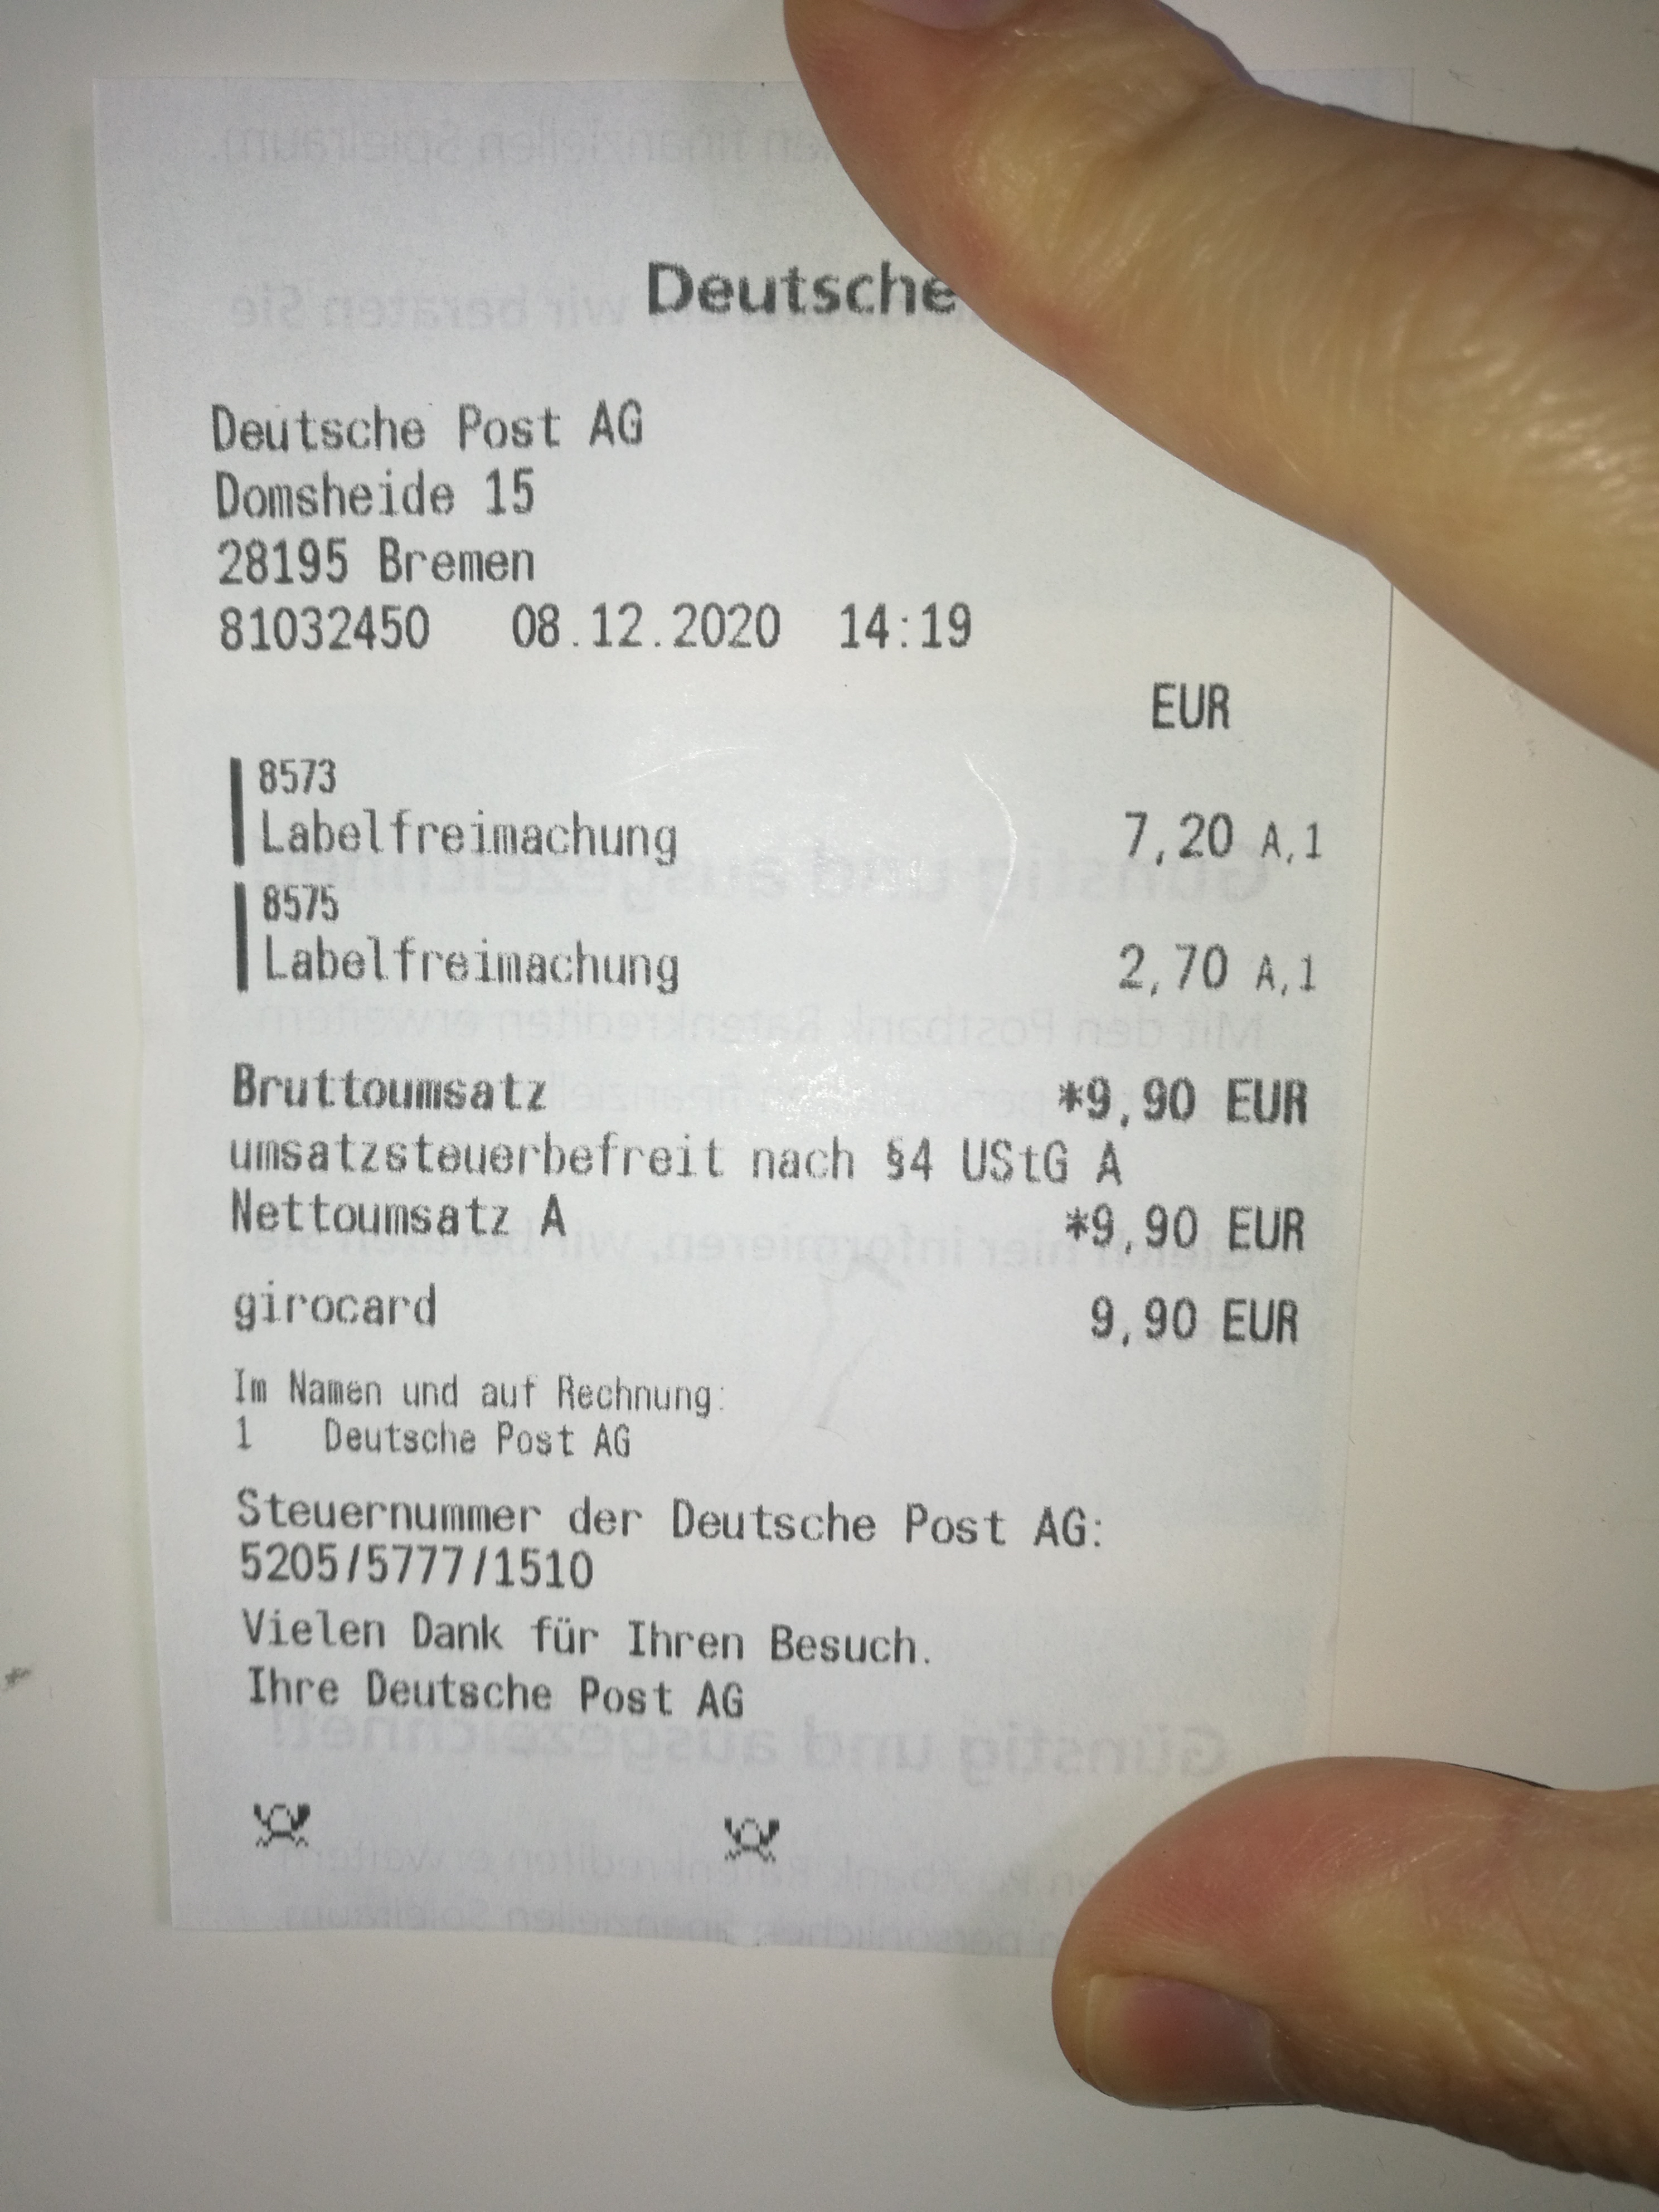 Deutsche
Deutsche Post AG
Domsheide 15
28195 Bremen
81032450 08.12.2020 14:19
EUR
8573
Labelfreimachung 7,20 A,1
8575
Labelfreimachung 2,70 A,1
Bruttoumsatz *9,90 EUR
umsatzsteuerbefreit nach §4 UStG A
Nettoumsatz A *9,90 EUR
girocard 9,90 EUR
Im Namen und auf Rechnung:
1 Deutsche Post AG
Steuernummer der Deutsche Post AG:
5205/5777/1510
Vielen Dank für Ihren Besuch.
Ihre Deutsche Post AG